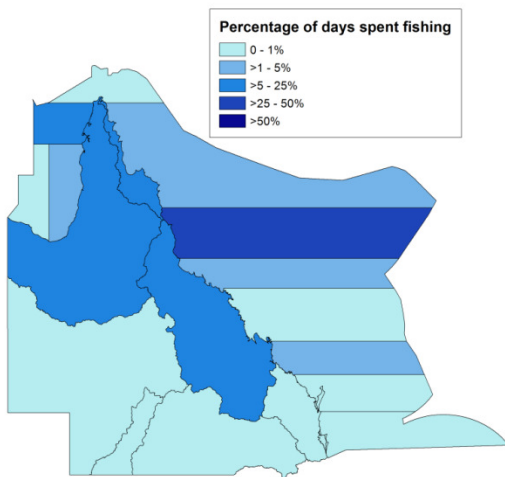 Percentage of days spent fishing
0 - 1%
>1 - 5%
>5 - 25%
>25 - 50%
>50%